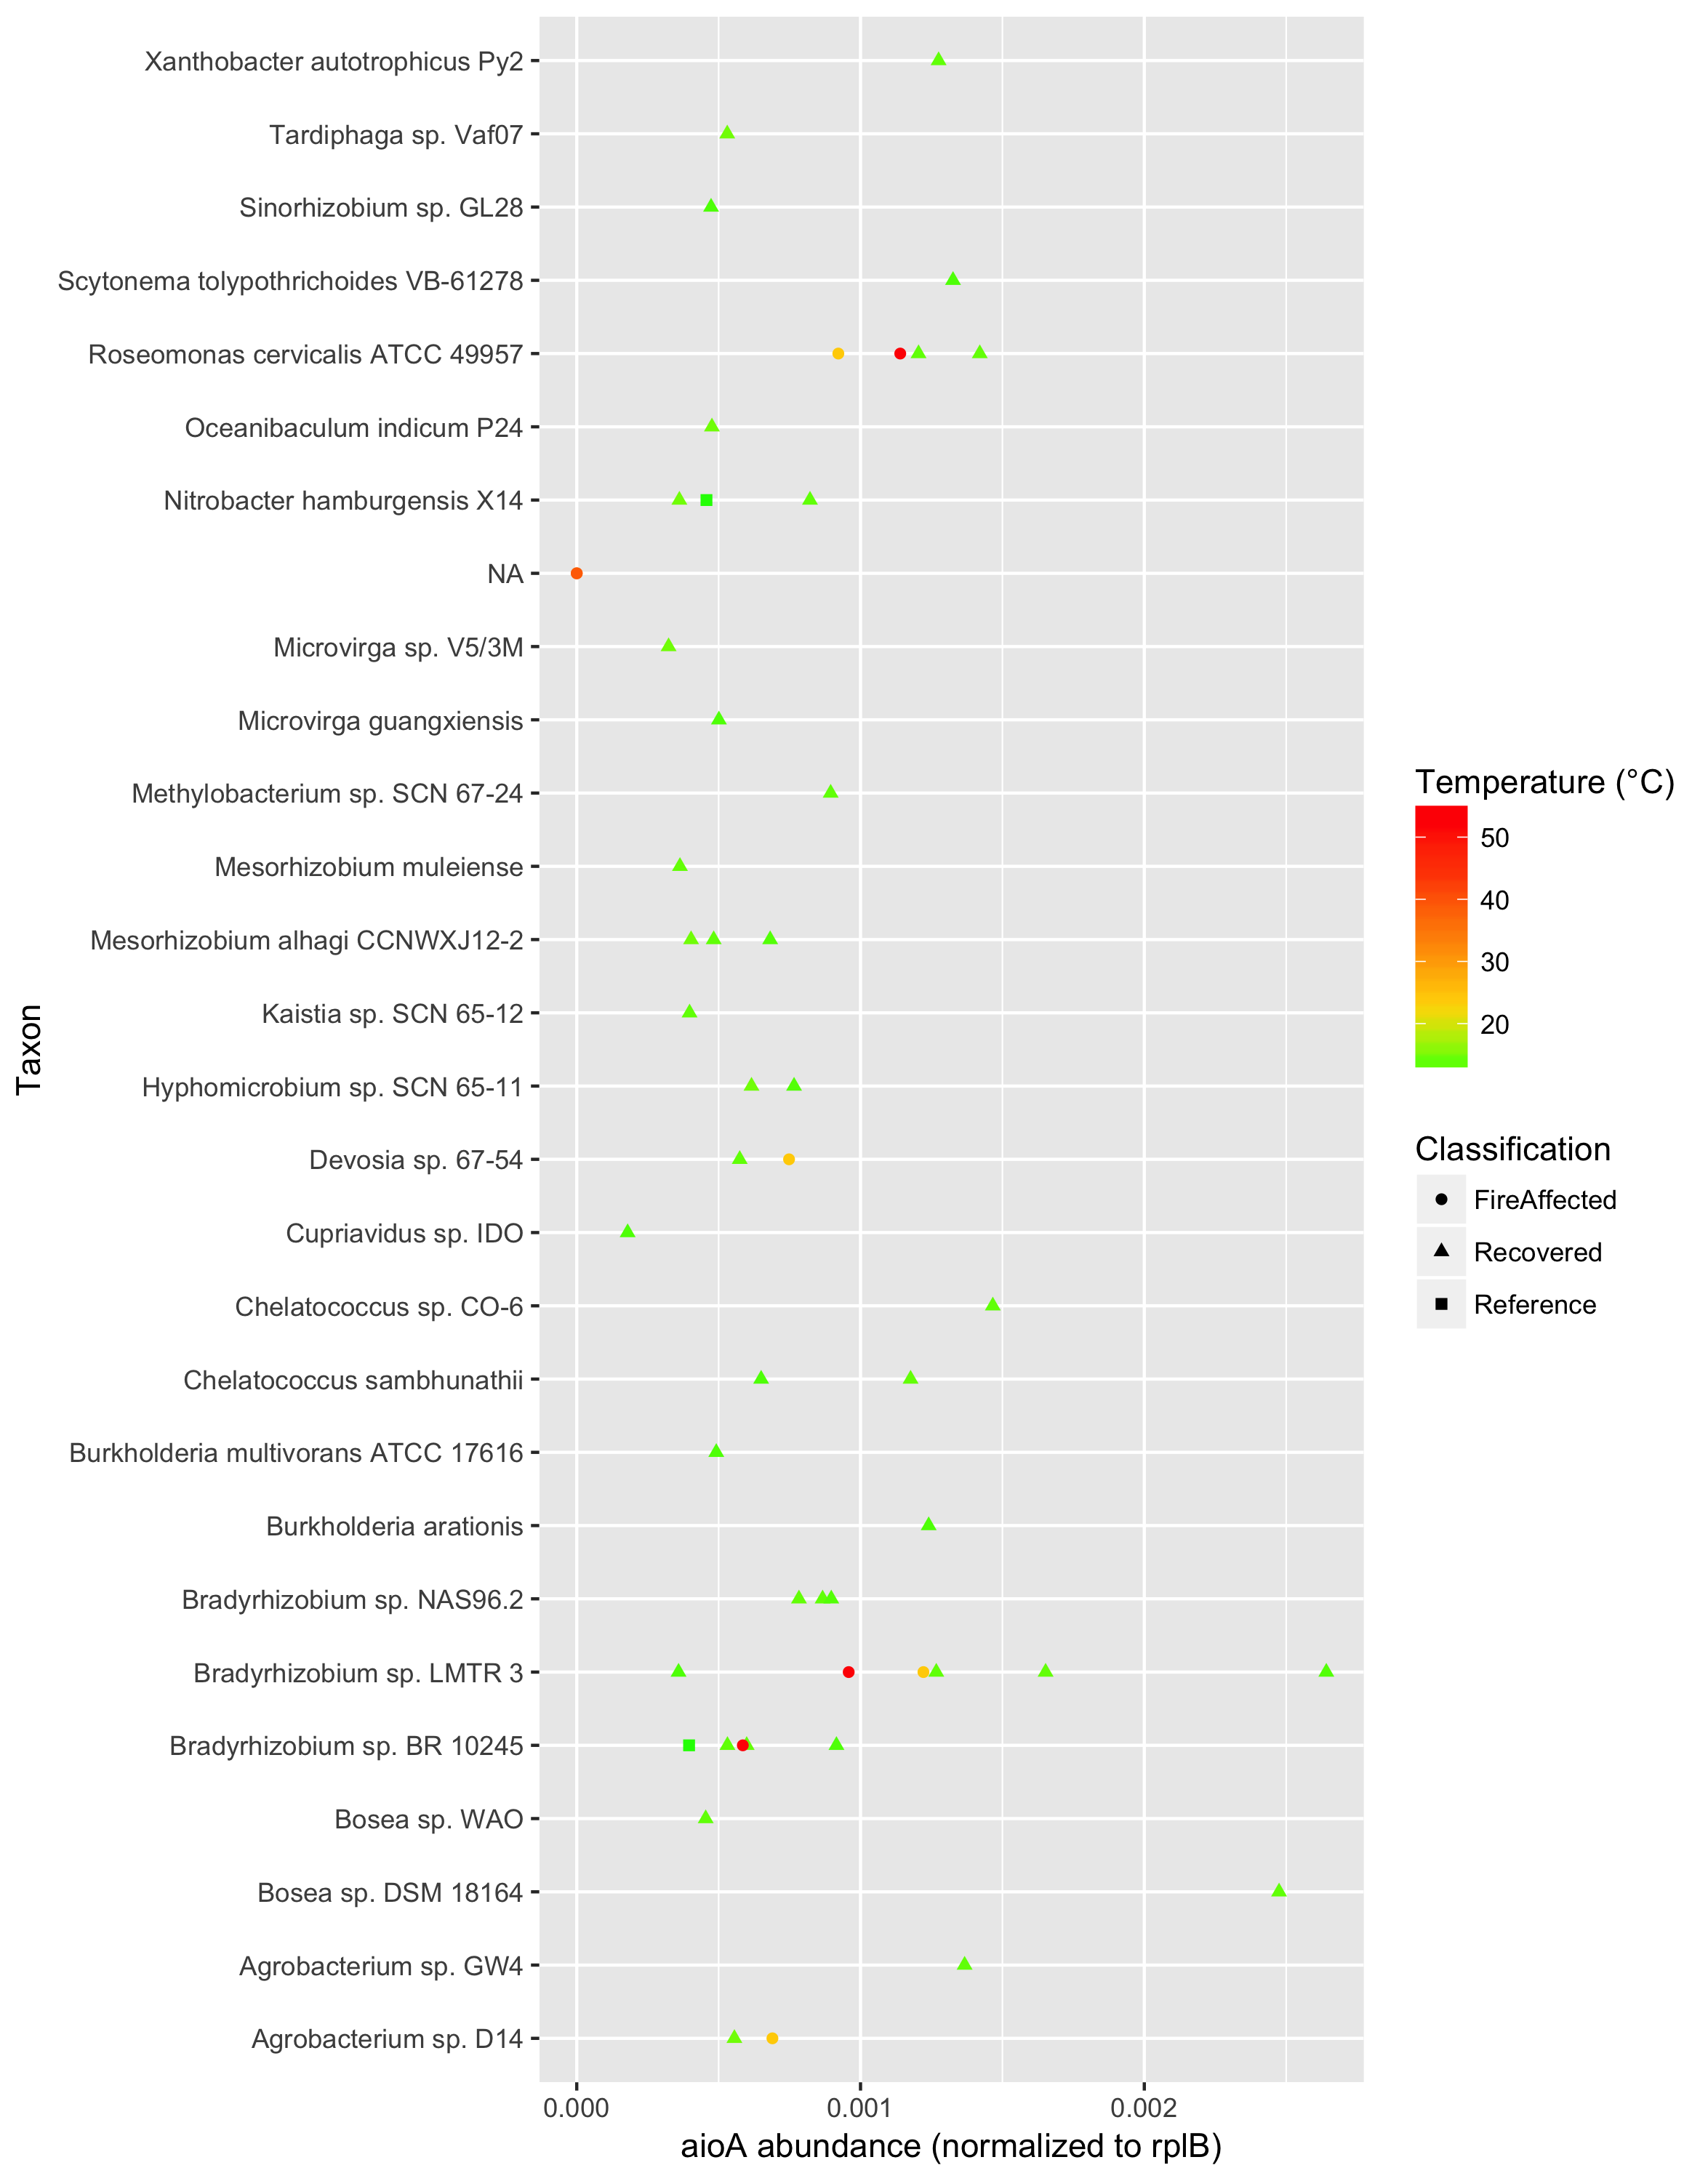 Xanthobacter autotrophicus Py2
Tardiphaga sp. Vaf07
Sinorhizobium sp. GL28
Scytonema tolypothrichoides VB-61278
Roseomonas cervicalis ATCC 49957
Oceanibaculum indicum P24
Nitrobacter hamburgensis X14
NA
Microvirga sp. V5/3M
Microvirga guangxiensis
Methylobacterium sp. SCN 67-24
Mesorhizobium muleiense
Mesorhizobium alhagi CCNWXJ12-2
Kaistia sp. SCN 65-12
Hyphomicrobium sp. SCN 65-11
Devosia sp. 67-54
Cupriavidus sp. IDO
Chelatococcus sp. CO-6
Chelatococcus sambhunathii
Burkholderia multivorans ATCC 17616
Burkholderia arationis
Bradyrhizobium sp. NAS96.2
Bradyrhizobium sp. LMTR 3
Bradyrhizobium sp. BR 10245
Bosea sp. WAO
Bosea sp. DSM 18164
Agrobacterium sp. GW4
Agrobacterium sp. D14
Taxon
0.000 0.001 0.002
aioA abundance (normalized to rplB)
Temperature (°C)
50
40
30
20
Classification
FireAffected
Recovered
Reference